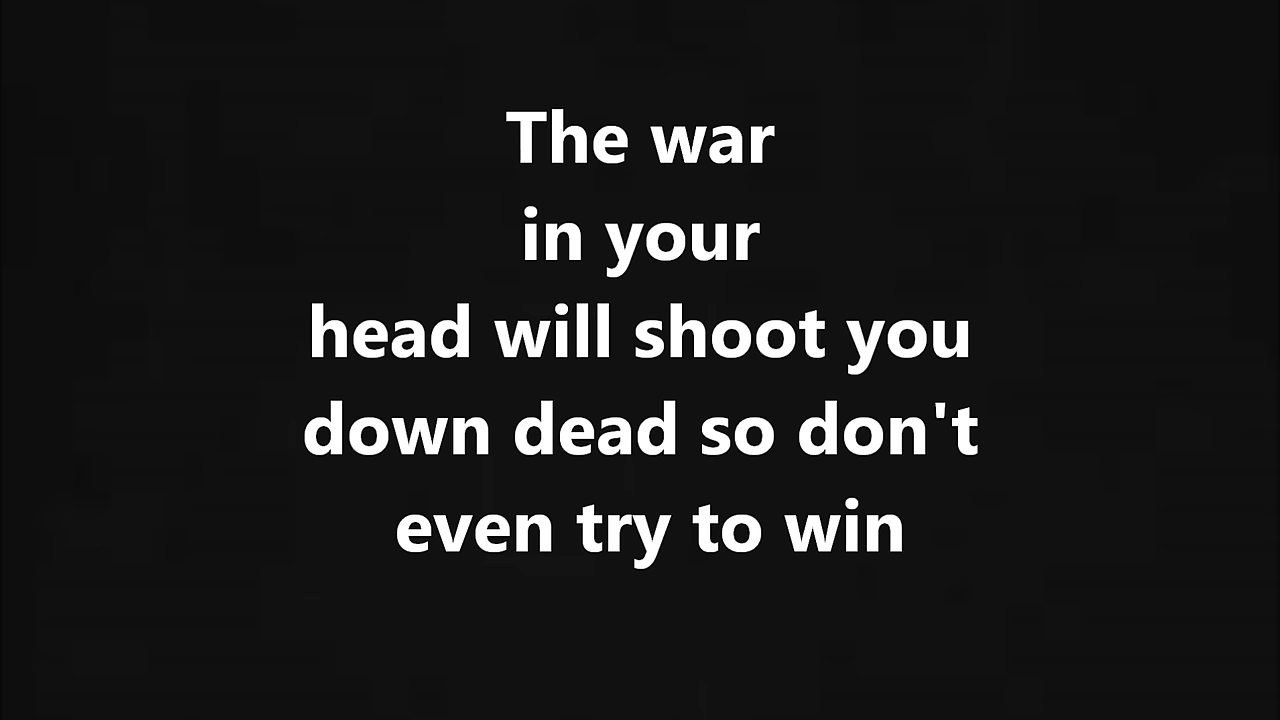 The war
in your
head will shoot you
down dead so don't
even try to win